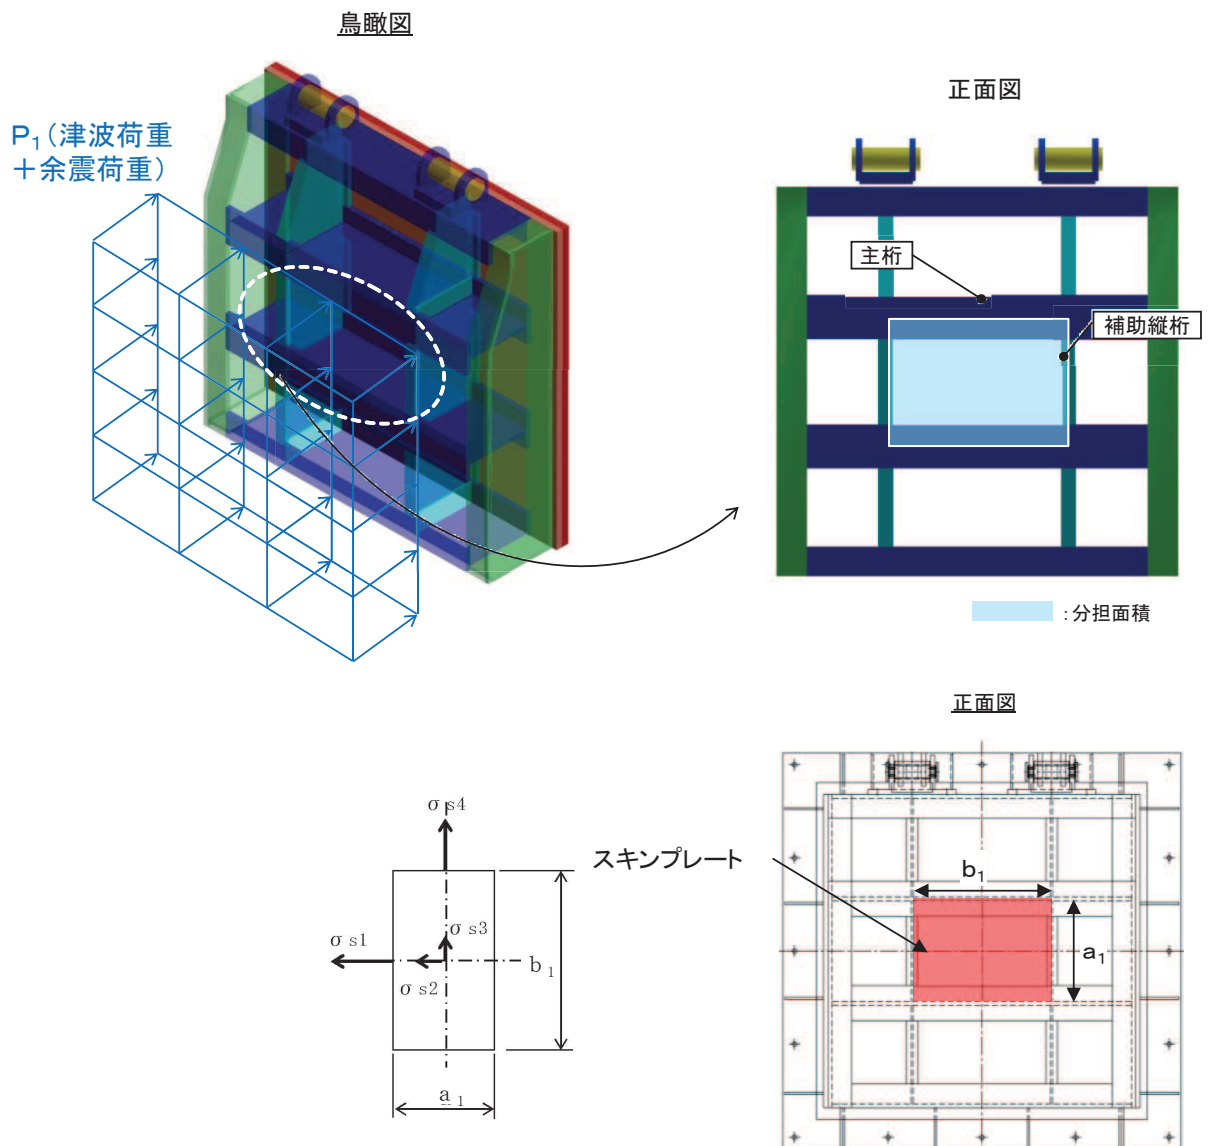 鳥瞰図
P₁(津波荷重
+余震荷重)
正面図
主桁
補助縦桁
:分担面積
正面図
スキンプレート
b₁
a₁
σ s4
σ s1
σ s3
σ s2
b ₁
a ₁